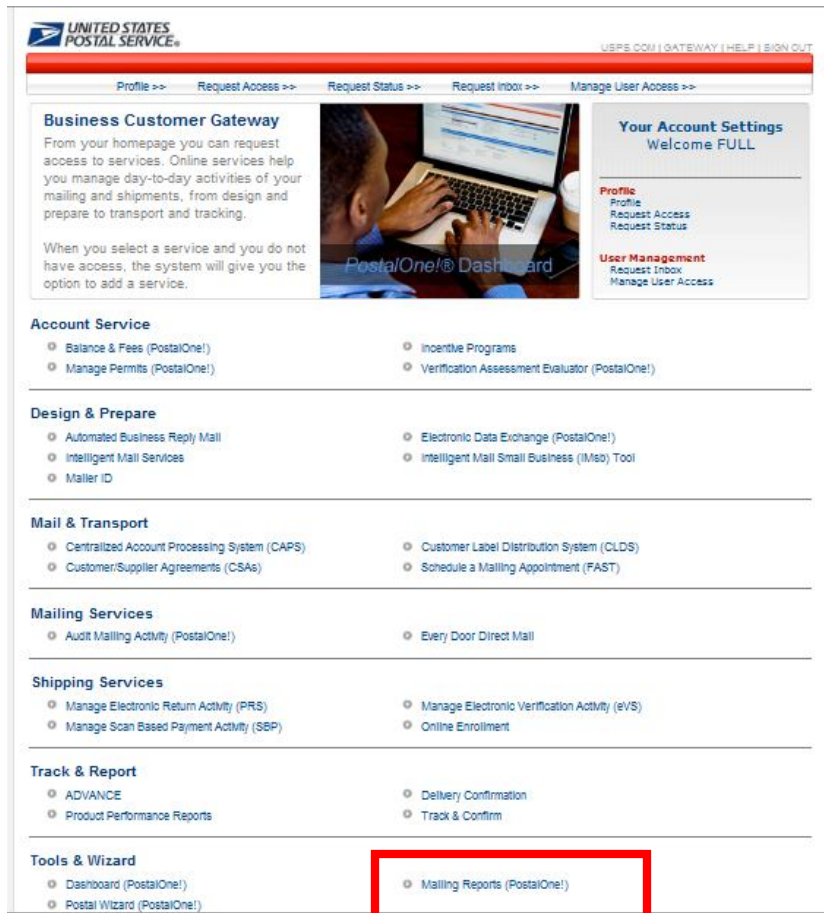 UNITED STATES
POSTAL SERVICE®
USPS.COM | GATEWAY | HELP | SIGN OUT
Profile >> Request Access >> Request Status >> Request Inbox >> Manage User Access >>
Business Customer Gateway
From your homepage you can request
access to services. Online services help
you manage day-to-day activities of your
mailing and shipments, from design and
prepare to transport and tracking.
When you select a service and you do not
have access, the system will give you the
option to add a service.
PostalOne!® Dashboard
Your Account Settings
Welcome FULL
Profile
Profile
Request Access
Request Status
User Management
Request Inbox
Manage User Access
Account Service
Balance & Fees (PostalOne!) Incentive Programs
Manage Permits (PostalOne!) Verification Assessment Evaluator (PostalOne!)
Design & Prepare
Automated Business Reply Mail Electronic Data Exchange (PostalOne!)
Intelligent Mail Services Intelligent Mail Small Business (IMsb) Tool
Mailer ID
Mail & Transport
Centralized Account Processing System (CAPS) Customer Label Distribution System (CLDS)
Customer/Supplier Agreements (CSAs) Schedule a Mailing Appointment (FAST)
Mailing Services
Audit Mailing Activity (PostalOne!) Every Door Direct Mail
Shipping Services
Manage Electronic Return Activity (PRS) Manage Electronic Verification Activity (eVS)
Manage Scan Based Payment Activity (SBP) Online Enrollment
Track & Report
ADVANCE Delivery Confirmation
Product Performance Reports Track & Confirm
Tools & Wizard
Dashboard (PostalOne!) Mailing Reports (PostalOne!)
Postal Wizard (PostalOne!)